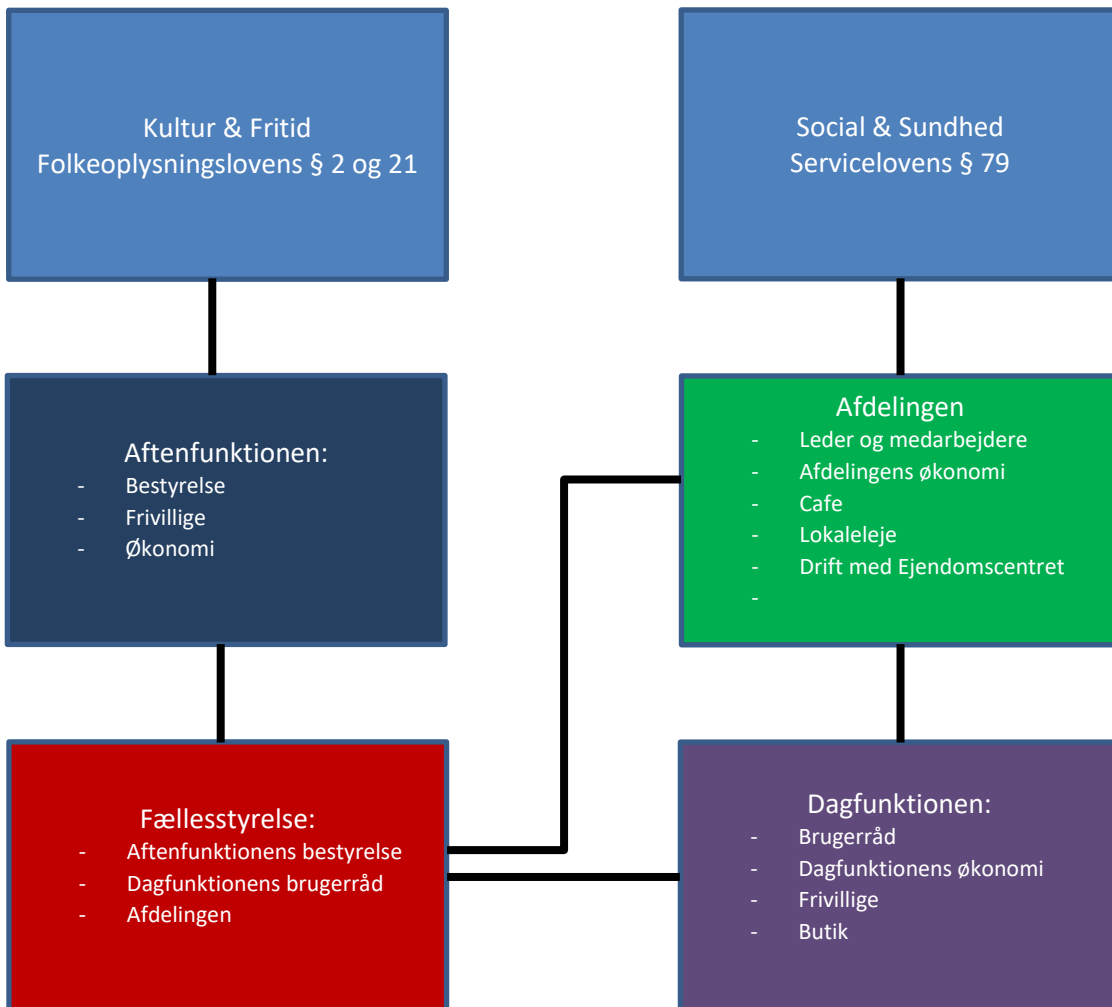 Kultur & Fritid
Folkeoplysningslovens § 2 og 21
Social & Sundhed
Servicelovens § 79
Aftenfunktionen:
- Bestyrelse
- Frivillige
- Økonomi
Afdelingen
- Leder og medarbejdere
- Afdelingens økonomi
- Cafe
- Lokaleleje
- Drift med Ejendomscentret
-
Fællesstyrelse:
- Aftenfunktionens bestyrelse
- Dagfunktionens brugerråd
- Afdelingen
Dagfunktionen:
- Brugerråd
- Dagfunktionens økonomi
- Frivillige
- Butik